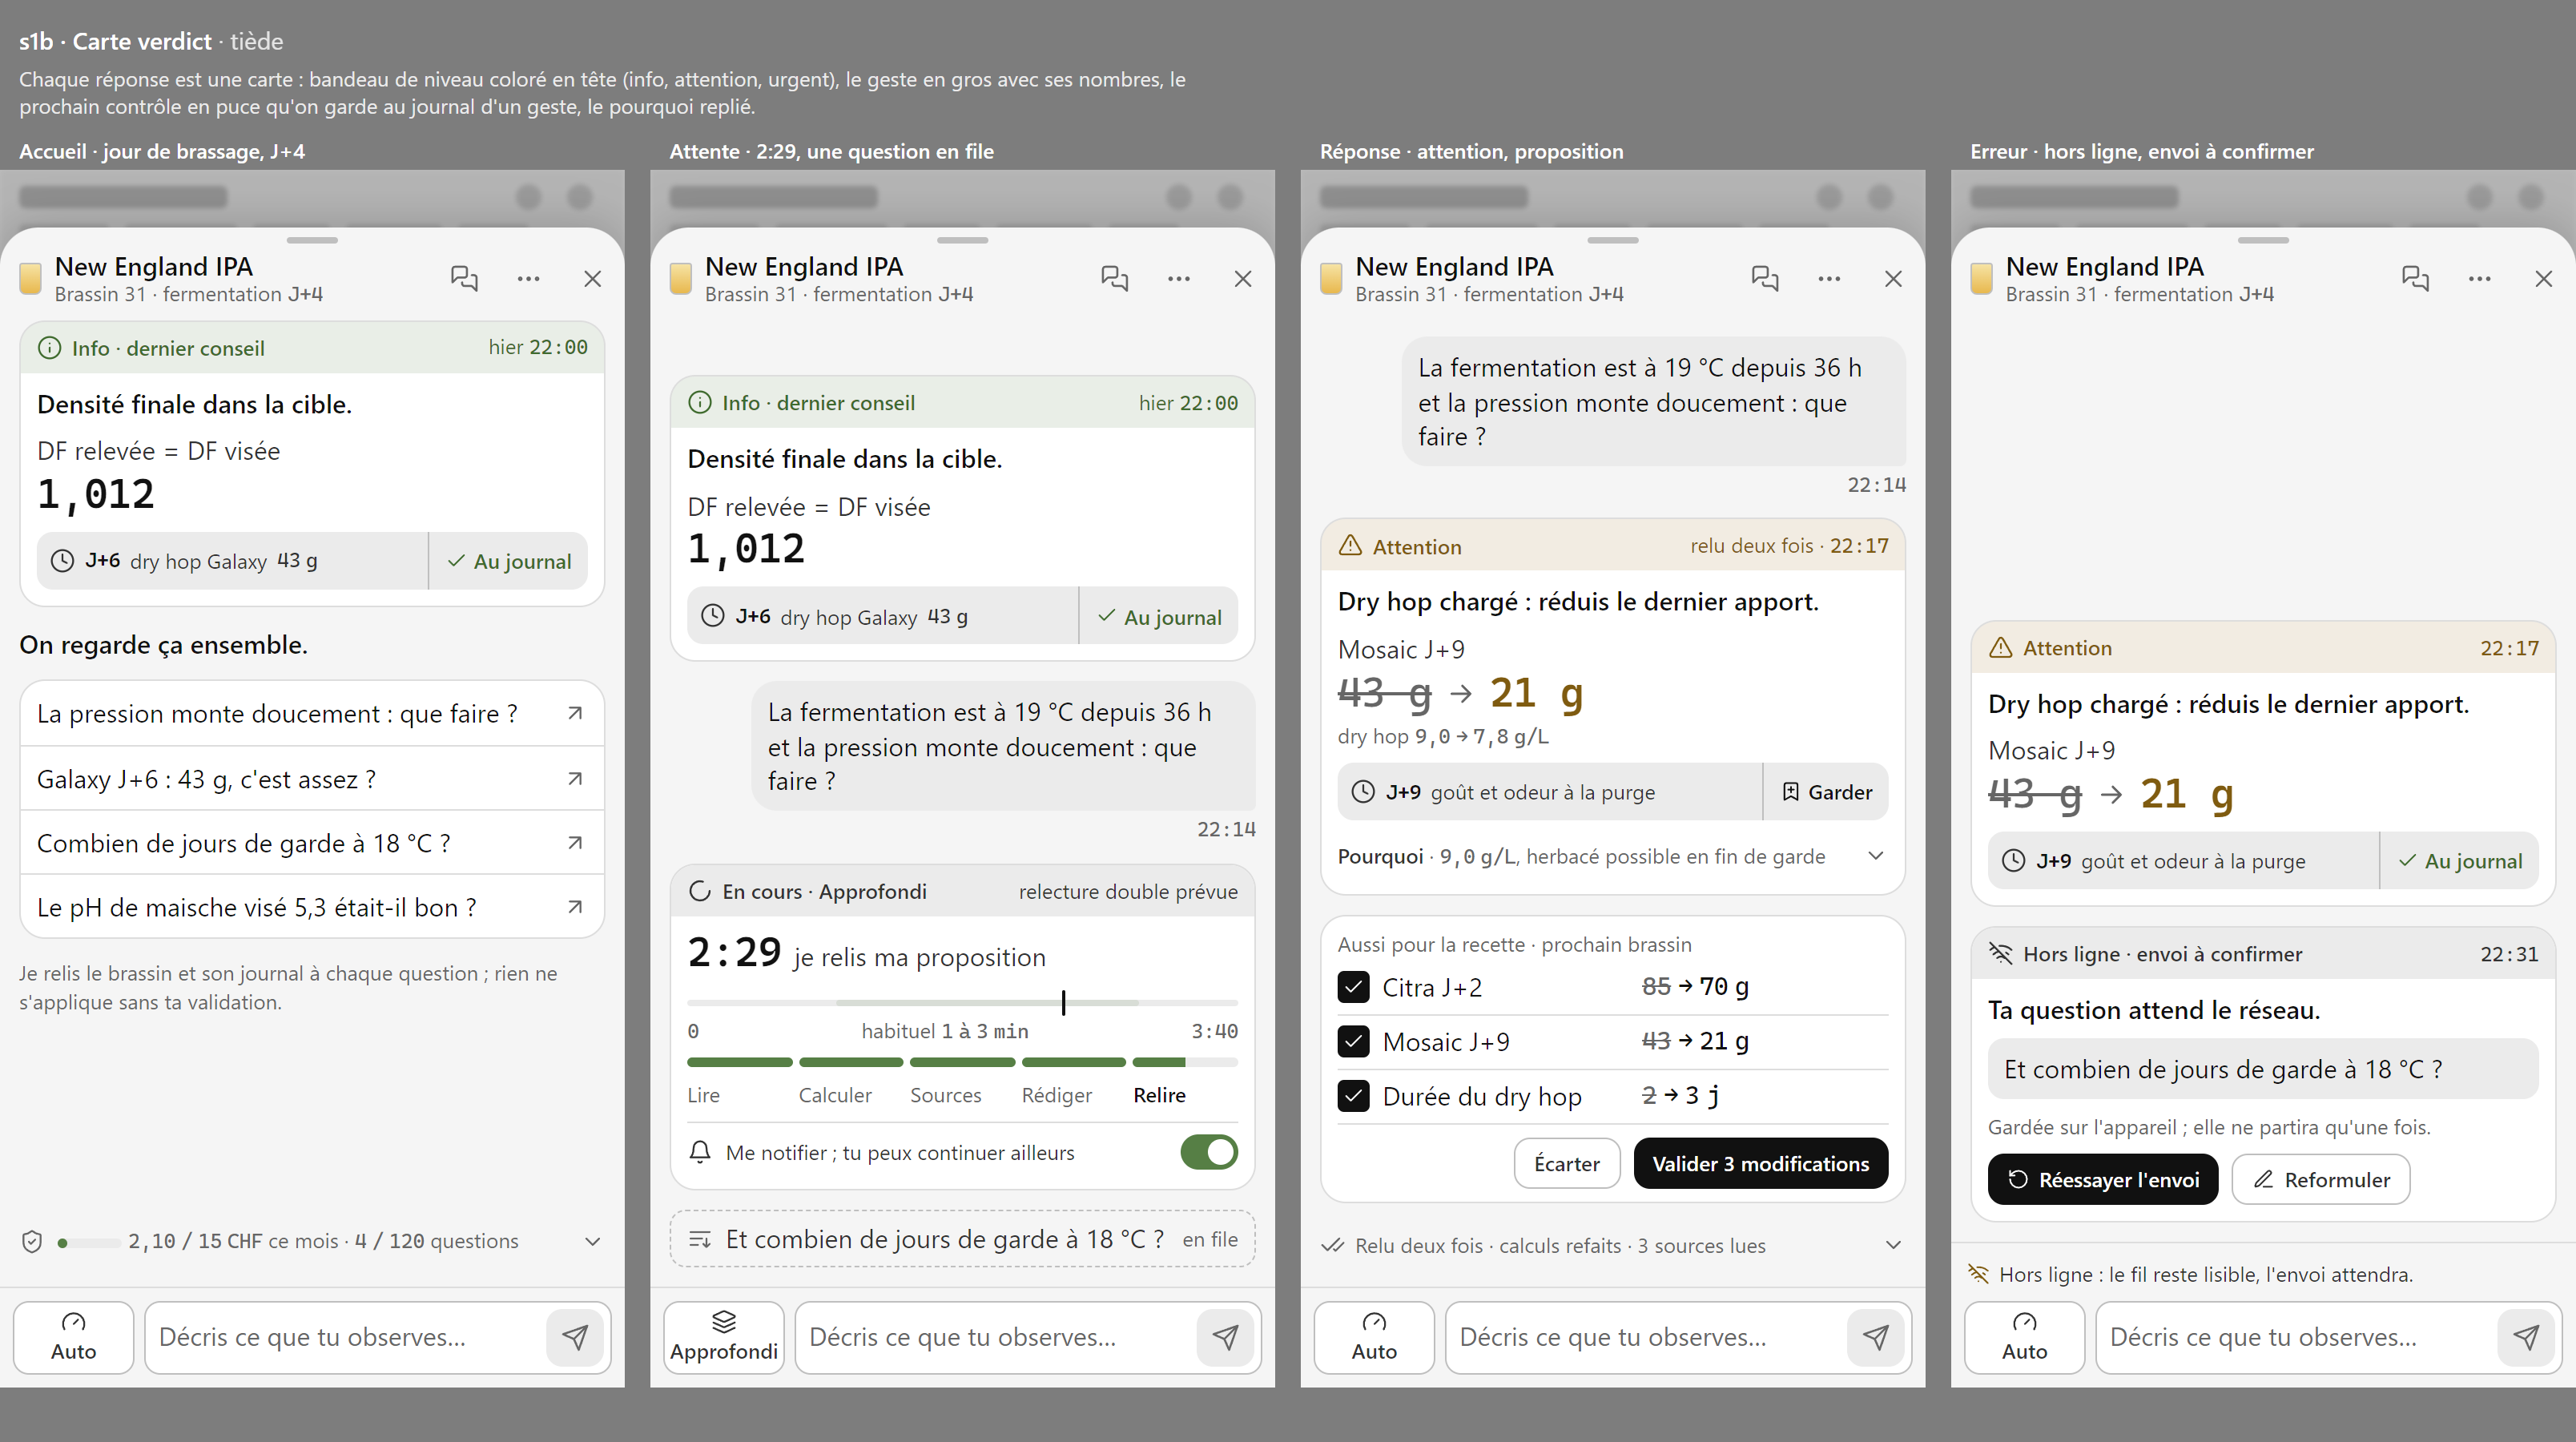 s1b · Carte verdict · tiède
Chaque réponse est une carte : bandeau de niveau coloré en tête (info, attention, urgent), le geste en gros avec ses nombres, le
prochain contrôle en puce qu'on garde au journal d'un geste, le pourquoi replié.
Accueil · jour de brassage, J+4
New England IPA
Brassin 31 · fermentation J+4
Info · dernier conseil
hier 22:00
Densité finale dans la cible.
DF relevée = DF visée
1,012
J+6 dry hop Galaxy 43 g
Au journal
On regarde ça ensemble.
La pression monte doucement : que faire ?
Galaxy J+6 : 43 g, c'est assez ?
Combien de jours de garde à 18 °C ?
Le pH de maische visé 5,3 était-il bon ?
Je relis le brassin et son journal à chaque question ; rien ne
s'applique sans ta validation.
2,10 / 15 CHF ce mois · 4 / 120 questions
Auto
Décris ce que tu observes...
Attente · 2:29, une question en file
New England IPA
Brassin 31 · fermentation J+4
Info · dernier conseil
hier 22:00
Densité finale dans la cible.
DF relevée = DF visée
1,012
J+6 dry hop Galaxy 43 g
Au journal
La fermentation est à 19 °C depuis 36 h
et la pression monte doucement : que
faire ?
22:14
En cours · Approfondi
relecture double prévue
2:29 je relis ma proposition
0
habituel 1 à 3 min
3:40
Lire
Calculer
Sources
Rédiger
Relire
Me notifier ; tu peux continuer ailleurs
Et combien de jours de garde à 18 °C ?
en file
Approfondi
Décris ce que tu observes...
Réponse · attention, proposition
New England IPA
Brassin 31 · fermentation J+4
La fermentation est à 19 °C depuis 36 h
et la pression monte doucement : que
faire ?
22:14
Attention
relu deux fois · 22:17
Dry hop chargé : réduis le dernier apport.
Mosaic J+9
43 g → 21 g
dry hop 9,0 → 7,8 g/L
J+9 goût et odeur à la purge
Garder
Pourquoi · 9,0 g/L, herbacé possible en fin de garde
Aussi pour la recette · prochain brassin
Citra J+2
85 → 70 g
Mosaic J+9
43 → 21 g
Durée du dry hop
2 → 3 j
Écarter
Valider 3 modifications
Relu deux fois · calculs refaits · 3 sources lues
Auto
Décris ce que tu observes...
Erreur · hors ligne, envoi à confirmer
New England IPA
Brassin 31 · fermentation J+4
Attention
22:17
Dry hop chargé : réduis le dernier apport.
Mosaic J+9
43 g → 21 g
J+9 goût et odeur à la purge
Au journal
Hors ligne · envoi à confirmer
22:31
Ta question attend le réseau.
Et combien de jours de garde à 18 °C ?
Gardée sur l'appareil ; elle ne partira qu'une fois.
Réessayer l'envoi
Reformuler
Hors ligne : le fil reste lisible, l'envoi attendra.
Auto
Décris ce que tu observes...